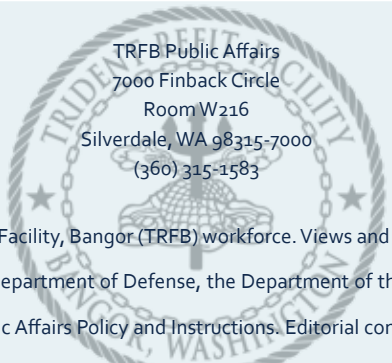 TRFB Public Affairs
7000 Finback Circle
Room W216
Silverdale, WA 98315-7000
(360) 315-1583
Facility, Bangor (TRFB) workforce. Views and
epartment of Defense, the Department of th
c Affairs Policy and Instructions. Editorial con
TRIDENT REFIT FACILITY
BANGOR, WASHINGTON